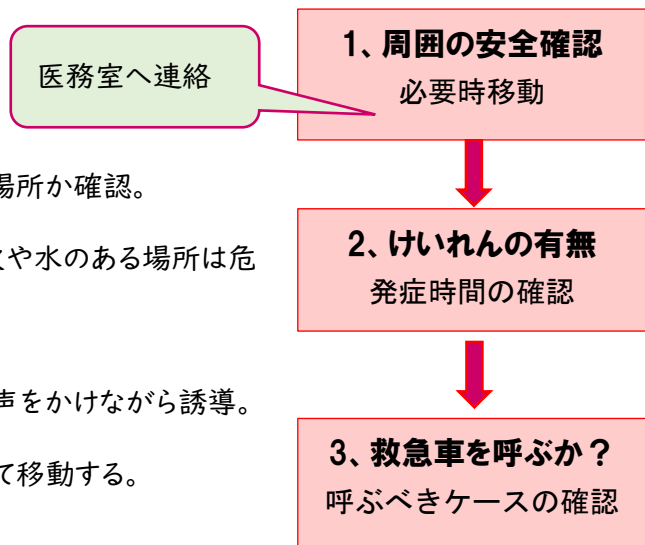 医務室へ連絡
1、周囲の安全確認
必要時移動
場所か確認。
や水のある場所は危
声をかけながら誘導。
て移動する。
2、けいれんの有無
発症時間の確認
3、救急車を呼ぶか？
呼ぶべきケースの確認